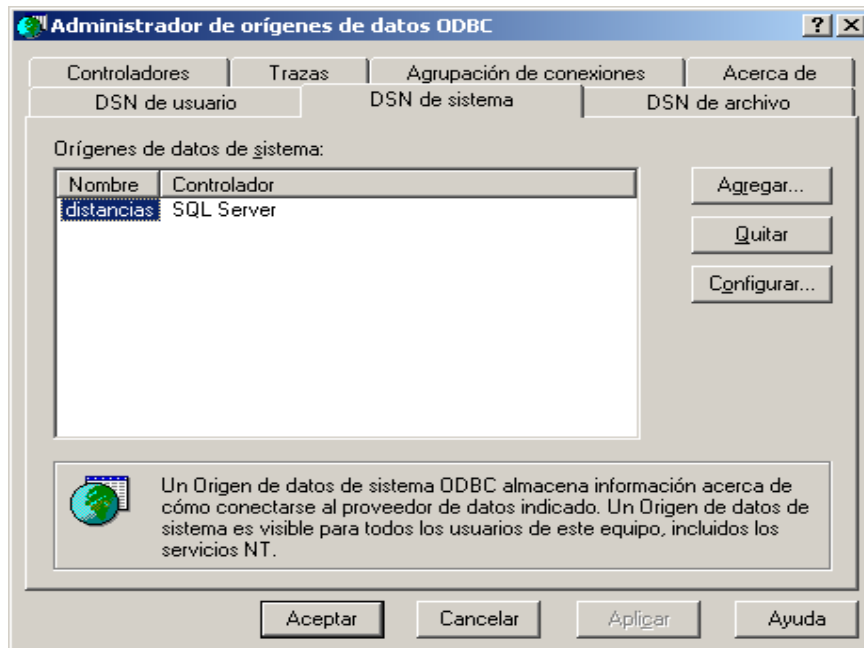 Administrador de orígenes de datos ODBC
Controladores Trazas Agrupación de conexiones Acerca de
DSN de usuario DSN de sistema DSN de archivo
Orígenes de datos de sistema:
Nombre Controlador
distancias SQL Server
Agregar...
Quitar
Configurar...
Un Origen de datos de sistema ODBC almacena información acerca de
cómo conectarse al proveedor de datos indicado. Un Origen de datos de
sistema es visible para todos los usuarios de este equipo, incluidos los
servicios NT.
Aceptar Cancelar Aplicar Ayuda